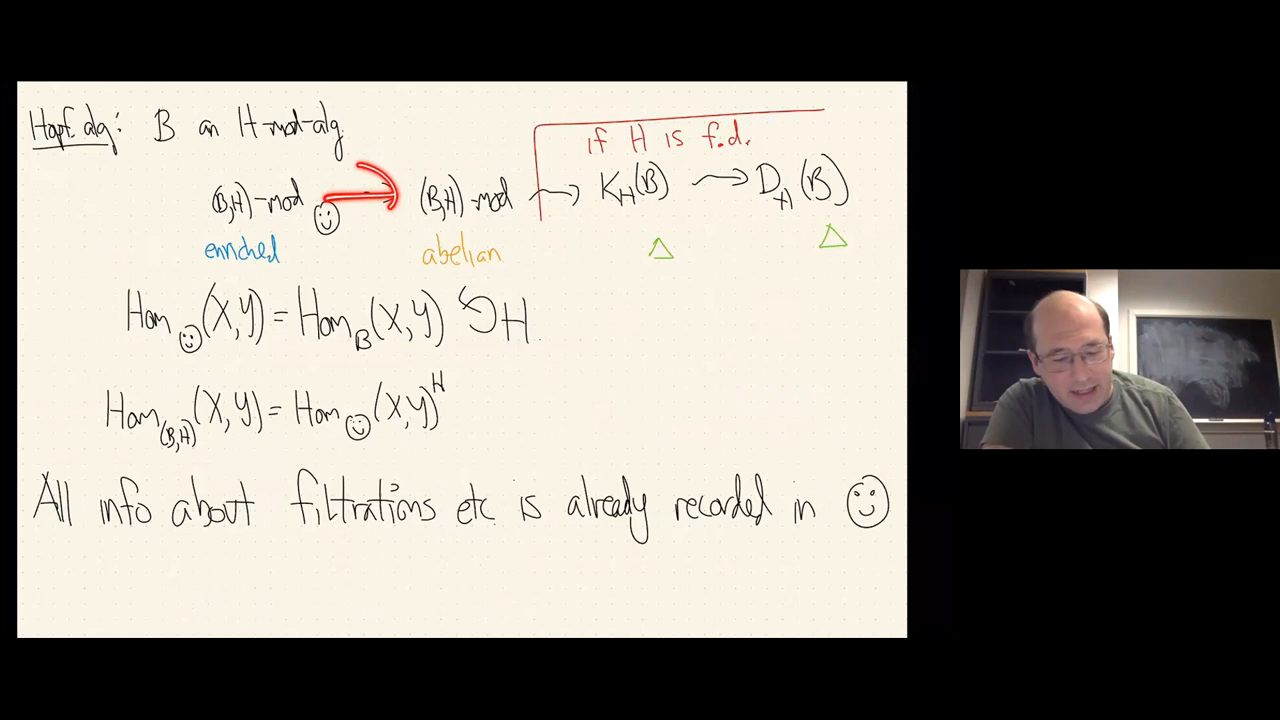 Hopf alg: B an H-mod-alg.
if H is f.d.
(B,H)-mod ☺ → (B,H)-mod ⇝ K_H(B) ⇝ D_H(B)
enriched abelian △ △
Hom_☺(X,Y) = Hom_B(X,Y) ↺ H
Hom_(B,H)(X,Y) = Hom_☺(X,Y)^H
All info about filtrations etc. is already recorded in ☺